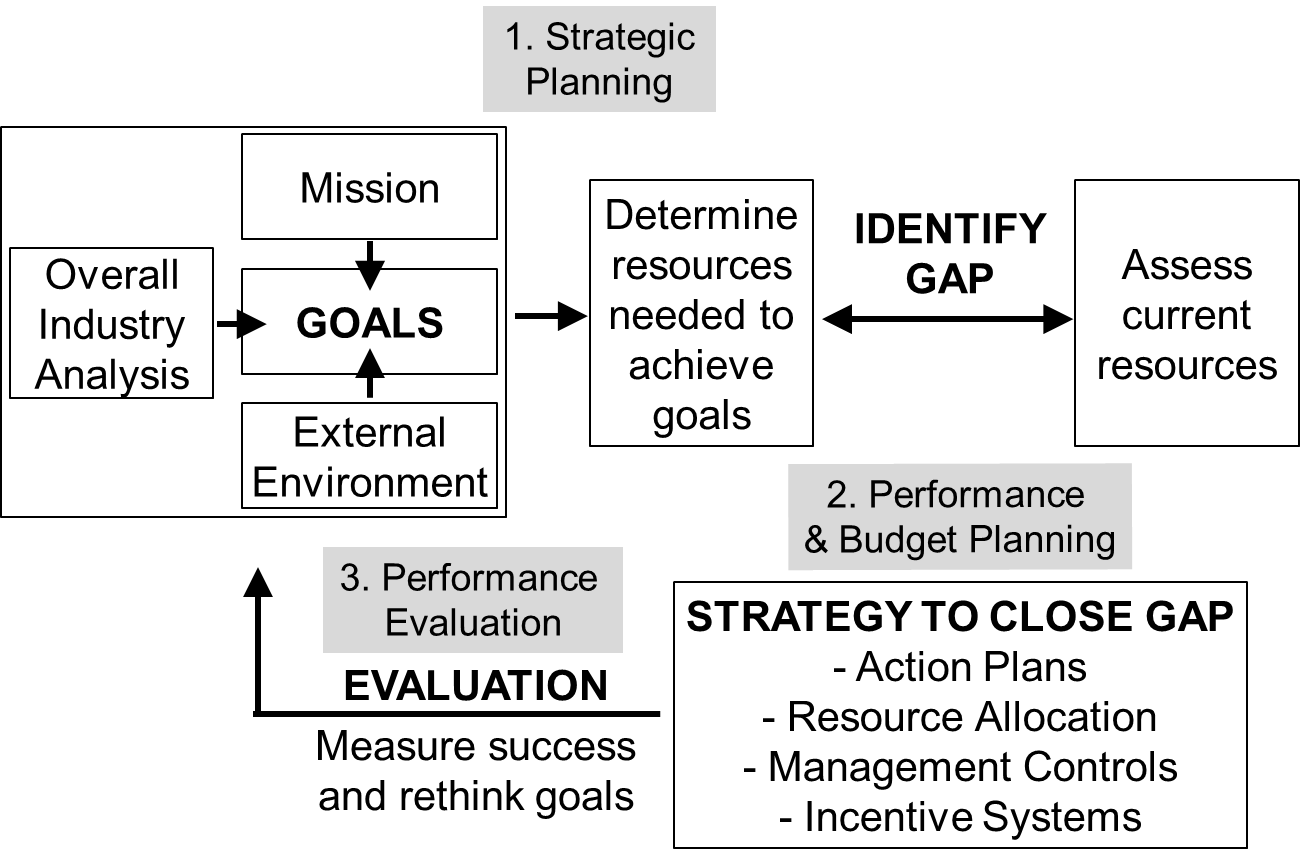 1. Strategic
Planning
Mission
Overall
Industry
Analysis
GOALS
External
Environment
Determine
resources
needed to
achieve
goals
IDENTIFY
GAP
Assess
current
resources
2. Performance
& Budget Planning
3. Performance
Evaluation
EVALUATION
Measure success
and rethink goals
STRATEGY TO CLOSE GAP
- Action Plans
- Resource Allocation
- Management Controls
- Incentive Systems